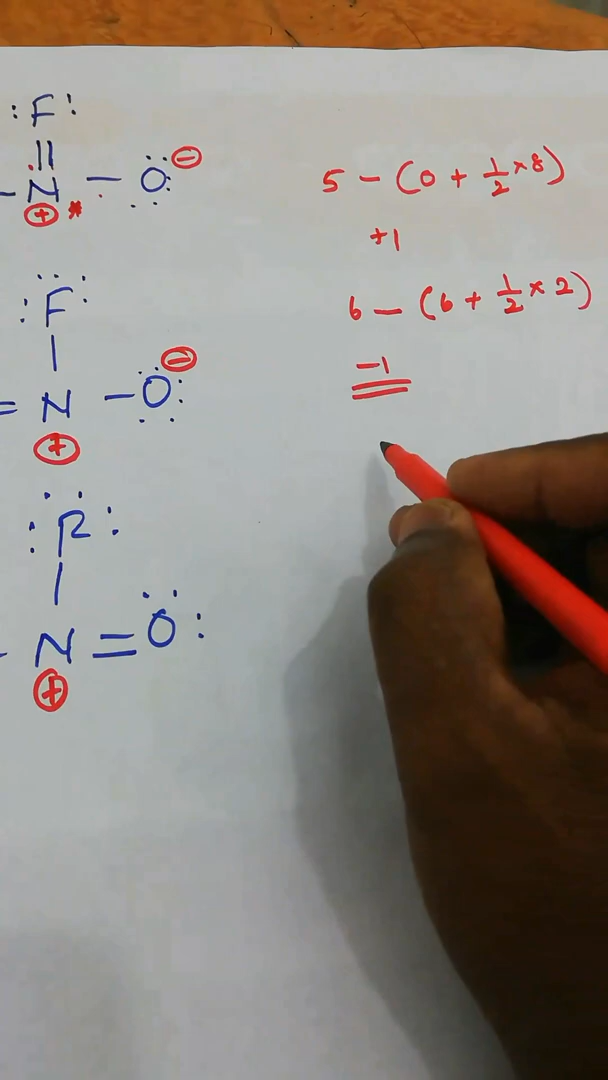 :F:
||
-N - O ⊖
⊕ *
5 - (0 + 1/2 × 8)
+1
6 - (6 + 1/2 × 2)
-1
:F:
|
= N - O: ⊖
⊕
:F:
|
- N = O:
⊕